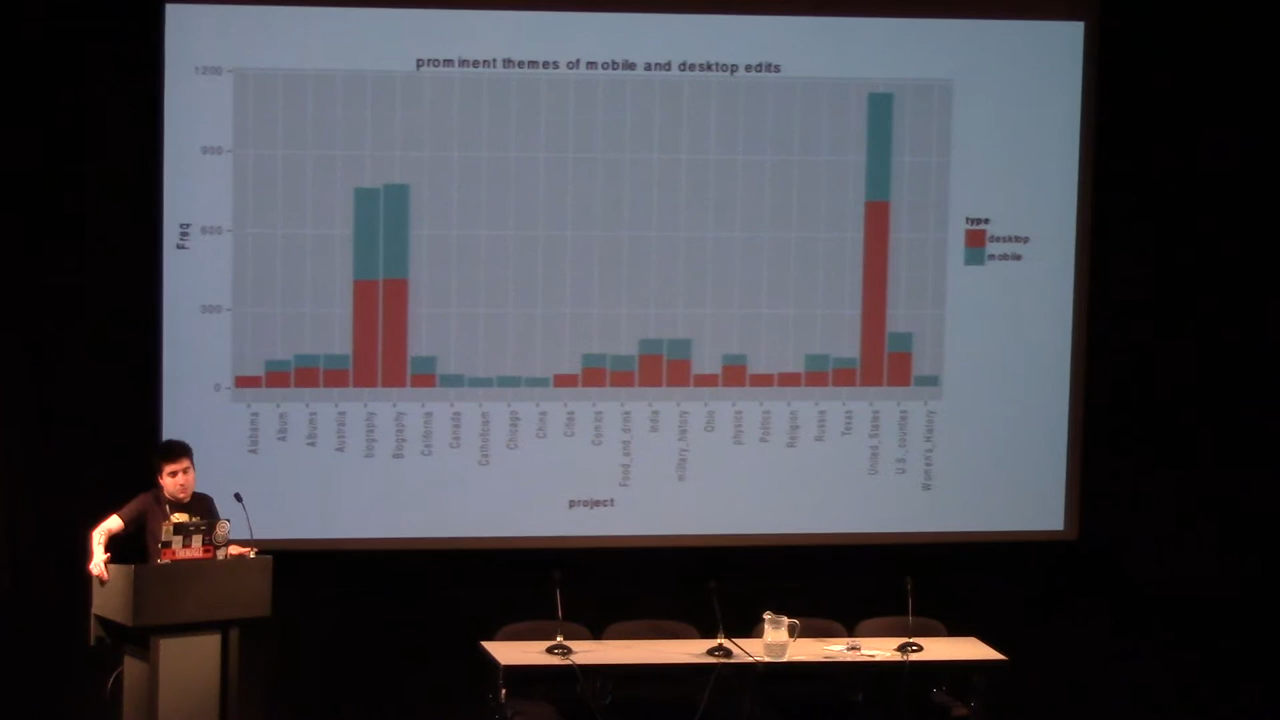 prominent themes of mobile and desktop edits
1200
900
600
300
0
Freq
Alabama
Album
Albums
Australia
biography
Biography
California
Canada
Catholicism
Chicago
China
Cities
Comics
Food_and_drink
India
military_history
Ohio
physics
Politics
Religion
Russia
Texas
United_States
U.S._counties
Women's_History
project
type
desktop
mobile